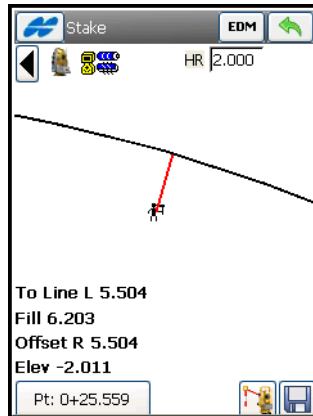 Stake
EDM
HR 2.000
To Line L 5.504
Fill 6.203
Offset R 5.504
Elev -2.011
Pt: 0+25.559